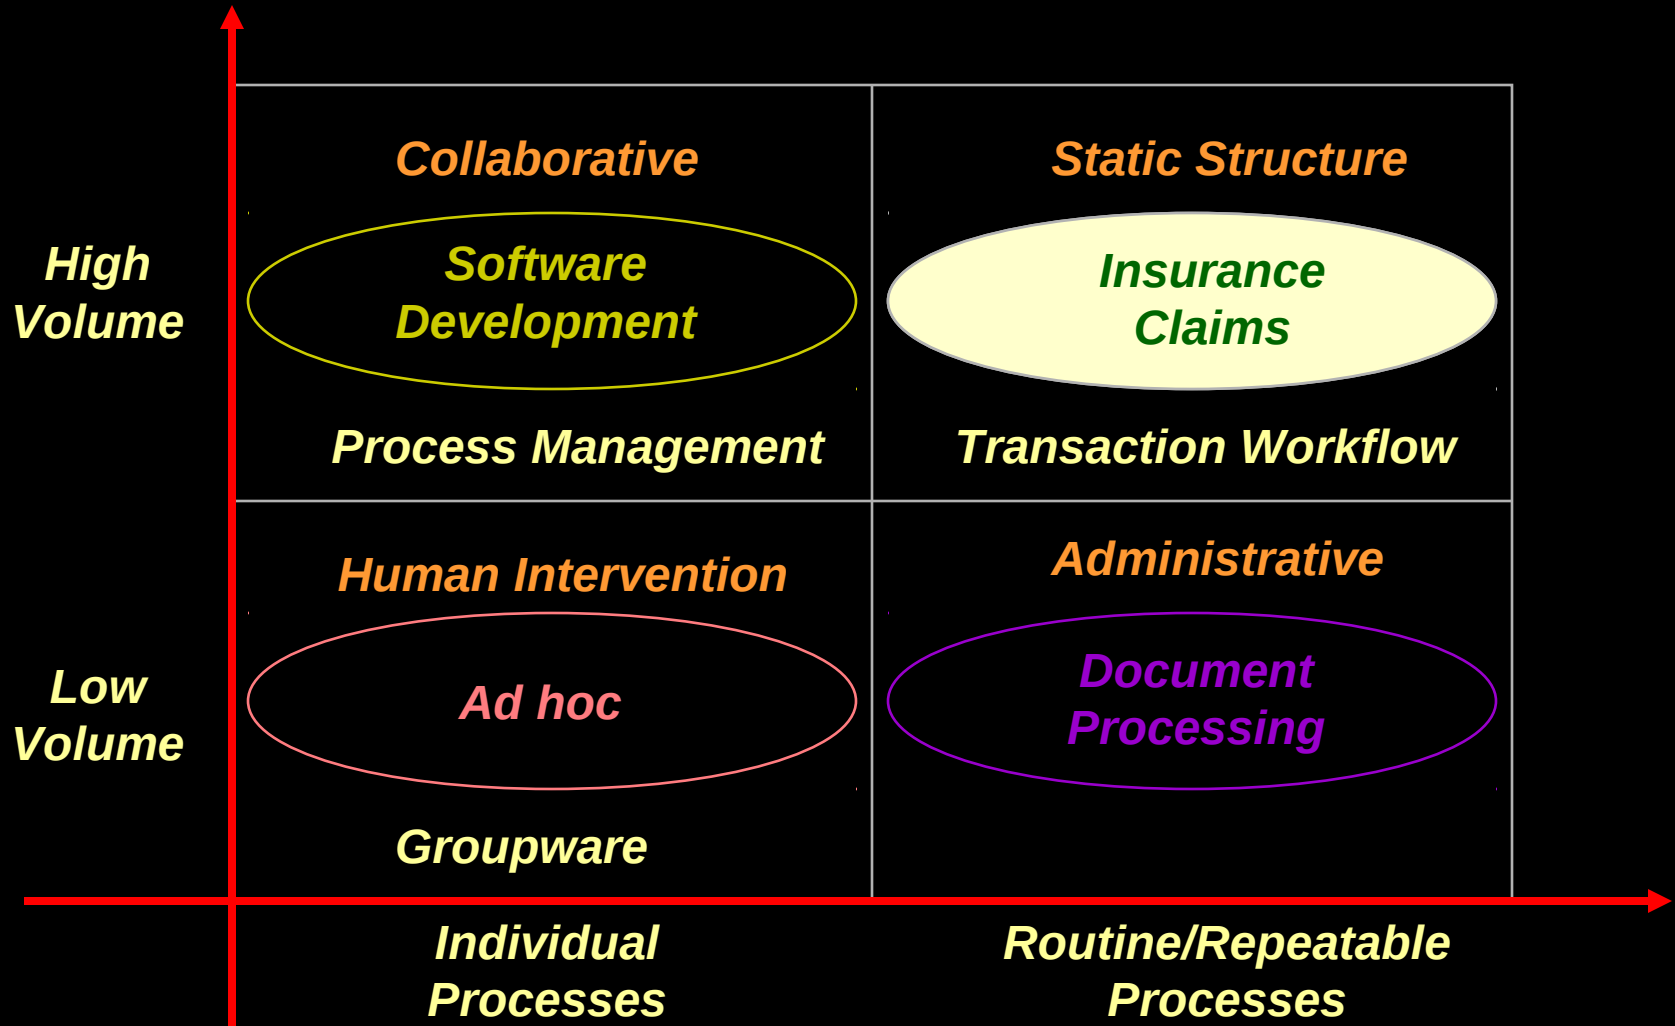 Collaborative
Static Structure
High
Volume
Software
Development
Insurance
Claims
Process Management
Transaction Workflow
Human Intervention
Administrative
Low
Volume
Ad hoc
Document
Processing
Groupware
Individual
Processes
Routine/Repeatable
Processes